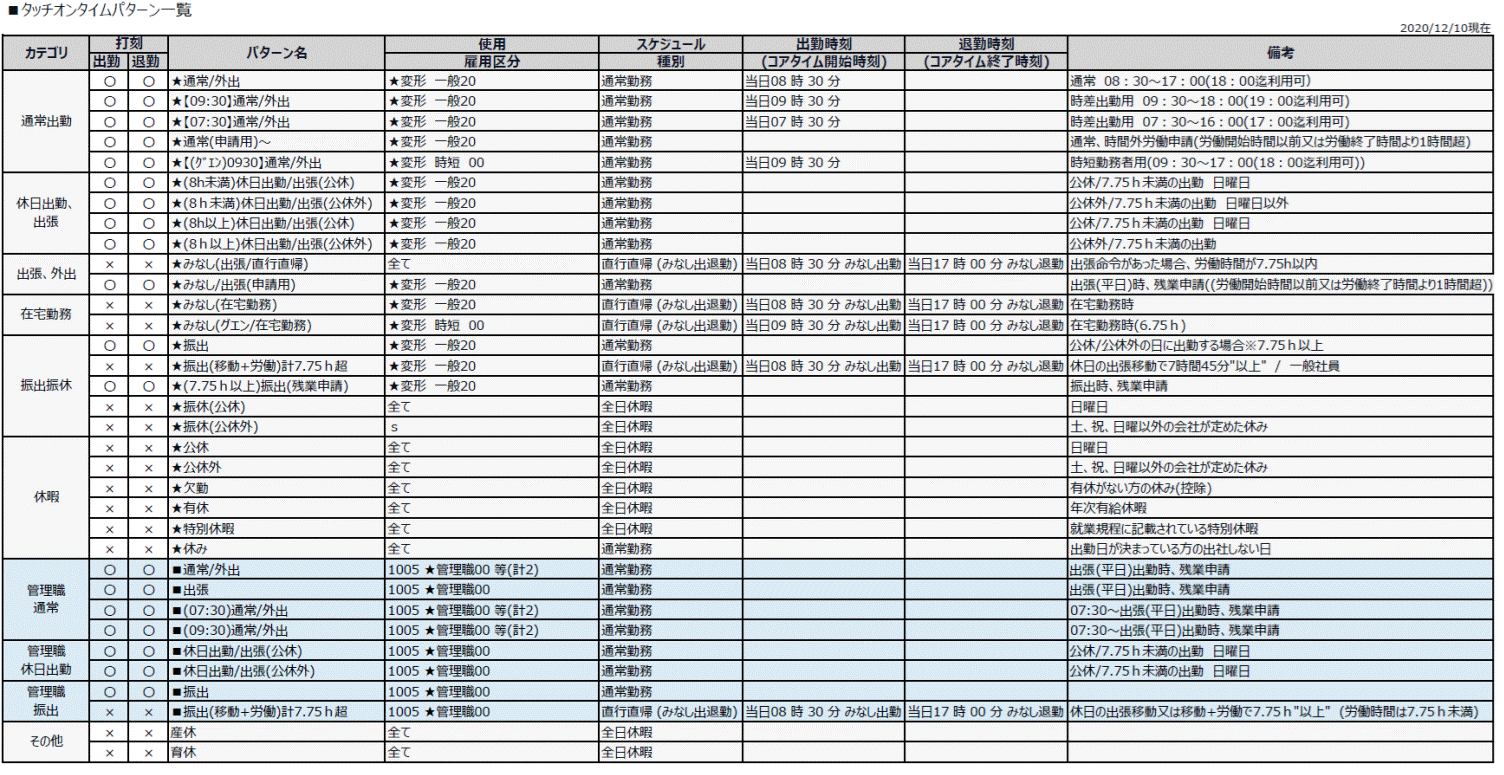 ■タッチオンタイムパターン一覧
2020/12/10現在
カテゴリ 打刻 パターン名 使用 スケジュール 出勤時刻 退勤時刻 備考
出勤 退勤 雇用区分 種別 (コアタイム開始時刻) (コアタイム終了時刻)
通常出勤
〇 〇 ★通常/外出 ★変形 一般20 通常勤務 当日08 時 30 分 通常 08:30～17:00(18:00迄利用可)
〇 〇 ★【09:30】通常/外出 ★変形 一般20 通常勤務 当日09 時 30 分 時差出勤用 09:30～18:00(19:00迄利用可)
〇 〇 ★【07:30】通常/外出 ★変形 一般20 通常勤務 当日07 時 30 分 時差出勤用 07:30～16:00(17:00迄利用可)
〇 〇 ★通常(申請用)～ ★変形 一般20 通常勤務 通常、時間外労働申請(労働開始時間以前又は労働終了時間より1時間超)
〇 〇 ★【(ｸﾞｴﾝ)0930】通常/外出 ★変形 時短 00 通常勤務 当日09 時 30 分 時短勤務者用(09:30～17:00(18:00迄利用可))
休日出勤、
出張
〇 〇 ★(8h未満)休日出勤/出張(公休) ★変形 一般20 通常勤務 公休/7.75ｈ未満の出勤 日曜日
〇 〇 ★(8ｈ未満)休日出勤/出張(公休外) ★変形 一般20 通常勤務 公休外/7.75ｈ未満の出勤 日曜日以外
〇 〇 ★(8h以上)休日出勤/出張(公休) ★変形 一般20 通常勤務 公休/7.75ｈ未満の出勤 日曜日
〇 〇 ★(8ｈ以上)休日出勤/出張(公休外) ★変形 一般20 通常勤務 公休外/7.75ｈ未満の出勤
出張、外出
× × ★みなし(出張/直行直帰) 全て 直行直帰 (みなし出退勤) 当日08 時 30 分 みなし出勤 当日17 時 00 分 みなし退勤 出張命令があった場合、労働時間が7.75h以内
〇 〇 ★みなし/出張(申請用) ★変形 一般20 通常勤務 出張(平日)時、残業申請((労働開始時間以前又は労働終了時間より1時間超))
在宅勤務
× × ★みなし(在宅勤務) ★変形 一般20 直行直帰 (みなし出退勤) 当日08 時 30 分 みなし出勤 当日17 時 00 分 みなし退勤 在宅勤務時
× × ★みなし(グエン/在宅勤務) ★変形 時短 00 直行直帰 (みなし出退勤) 当日09 時 30 分 みなし出勤 当日17 時 00 分 みなし退勤 在宅勤務時(6.75ｈ)
振出振休
〇 〇 ★振出 ★変形 一般20 通常勤務 公休/公休外の日に出勤する場合※7.75ｈ以上
× × ★振出(移動+労働)計7.75ｈ超 ★変形 一般20 直行直帰 (みなし出退勤) 当日08 時 30 分 みなし出勤 当日17 時 00 分 みなし退勤 休日の出張移動で7時間45分"以上" / 一般社員
〇 〇 ★(7.75ｈ以上)振出(残業申請) ★変形 一般20 通常勤務 振出時、残業申請
× × ★振休(公休) 全て 全日休暇 日曜日
× × ★振休(公休外) s 全日休暇 土、祝、日曜以外の会社が定めた休み
休暇
× × ★公休 全て 全日休暇 日曜日
× × ★公休外 全て 全日休暇 土、祝、日曜以外の会社が定めた休み
× × ★欠勤 全て 全日休暇 有休がない方の休み(控除)
× × ★有休 全て 全日休暇 年次有給休暇
× × ★特別休暇 全て 全日休暇 就業規程に記載されている特別休暇
× × ★休み 全て 通常勤務 出勤日が決まっている方の出社しない日
管理職
通常
〇 〇 ■通常/外出 1005 ★管理職00 等(計2) 通常勤務 出張(平日)出勤時、残業申請
〇 〇 ■出張 1005 ★管理職00 通常勤務 出張(平日)出勤時、残業申請
〇 〇 ■(07:30)通常/外出 1005 ★管理職00 等(計2) 通常勤務 07:30～出張(平日)出勤時、残業申請
〇 〇 ■(09:30)通常/外出 1005 ★管理職00 等(計2) 通常勤務 07:30～出張(平日)出勤時、残業申請
管理職
休日出勤
〇 〇 ■休日出勤/出張(公休) 1005 ★管理職00 通常勤務 公休/7.75ｈ未満の出勤 日曜日
〇 〇 ■休日出勤/出張(公休外) 1005 ★管理職00 通常勤務 公休/7.75ｈ未満の出勤 日曜日
管理職
振出
〇 〇 ■振出 1005 ★管理職00 通常勤務
× × ■振出(移動+労働)計7.75ｈ超 1005 ★管理職00 直行直帰 (みなし出退勤) 当日08 時 30 分 みなし出勤 当日17 時 00 分 みなし退勤 休日の出張移動又は移動+労働で7.75ｈ"以上" (労働時間は7.75ｈ未満)
その他
× × 産休 全て 全日休暇
× × 育休 全て 全日休暇